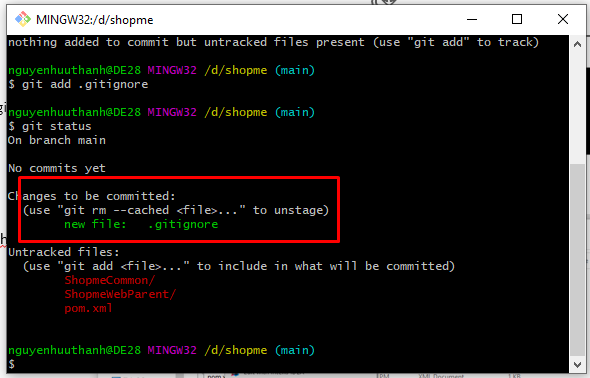 MINGW32:/d/shopme
nothing added to commit but untracked files present (use "git add" to track)
nguyenhuuthanh@DE28 MINGW32 /d/shopme (main)
$ git add .gitignore
nguyenhuuthanh@DE28 MINGW32 /d/shopme (main)
$ git status
On branch main
No commits yet
Changes to be committed:
(use "git rm --cached <file>..." to unstage)
new file: .gitignore
Untracked files:
(use "git add <file>..." to include in what will be committed)
ShopmeCommon/
ShopmeWebParent/
pom.xml
nguyenhuuthanh@DE28 MINGW32 /d/shopme (main)
$